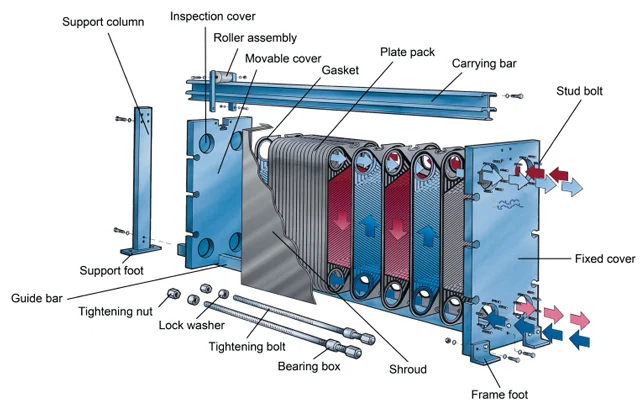 Inspection cover
Support column
Roller assembly
Movable cover
Plate pack
Gasket
Carrying bar
Stud bolt
Fixed cover
Support foot
Guide bar
Tightening nut
Lock washer
Tightening bolt
Bearing box
Shroud
Frame foot